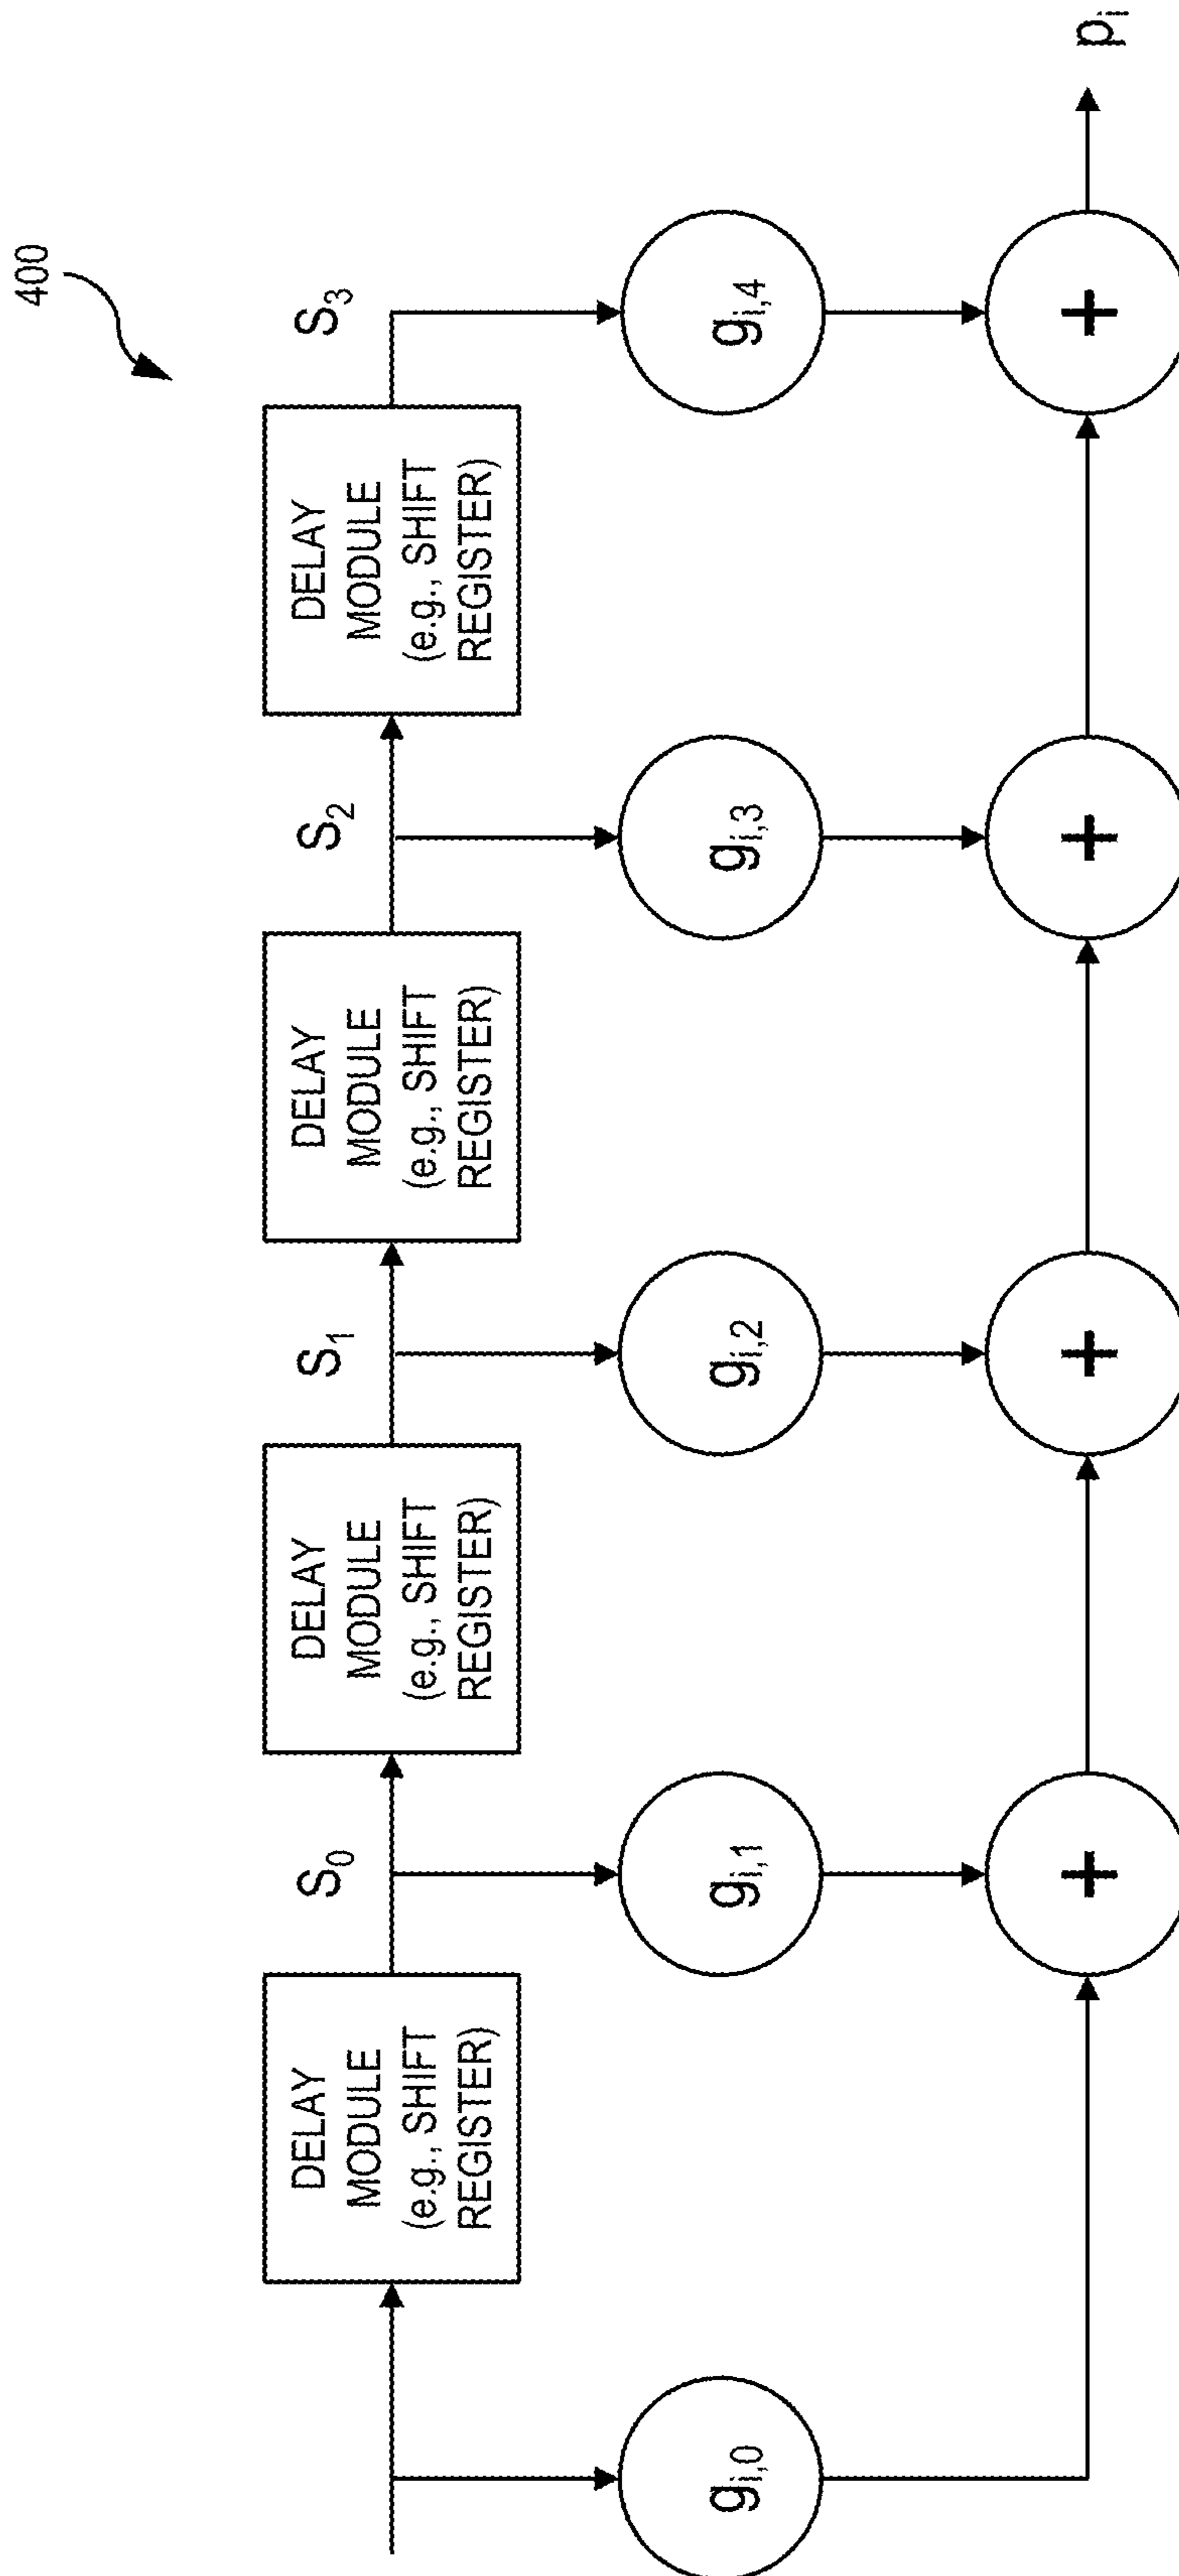 400
S₀
S₁
S₂
S₃
DELAY
MODULE
(e.g., SHIFT
REGISTER)
DELAY
MODULE
(e.g., SHIFT
REGISTER)
DELAY
MODULE
(e.g., SHIFT
REGISTER)
DELAY
MODULE
(e.g., SHIFT
REGISTER)
gᵢ,₀
gᵢ,₁
gᵢ,₂
gᵢ,₃
gᵢ,₄
+
+
+
+
pᵢ